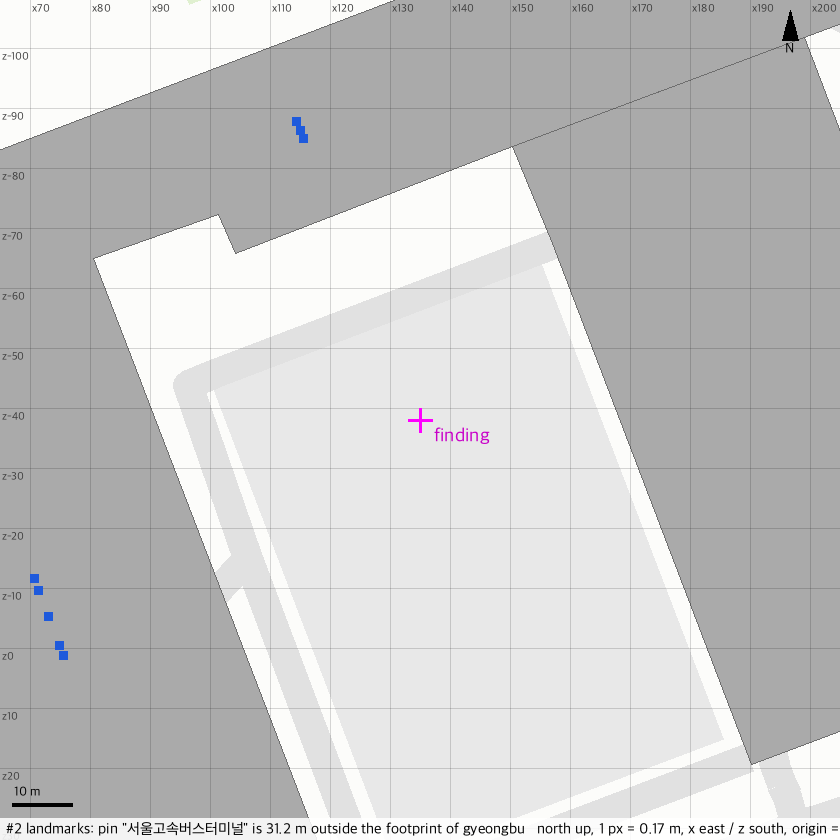 x70 x80 x90 x100 x110 x120 x130 x140 x150 x160 x170 x180 x190 x200
N
z-100
z-90
z-80
z-70
z-60
z-50
z-40
finding
z-30
z-20
z-10
z0
z10
z20
10 m
#2 landmarks: pin "서울고속버스터미널" is 31.2 m outside the footprint of gyeongbu north up, 1 px = 0.17 m, x east / z south, origin =